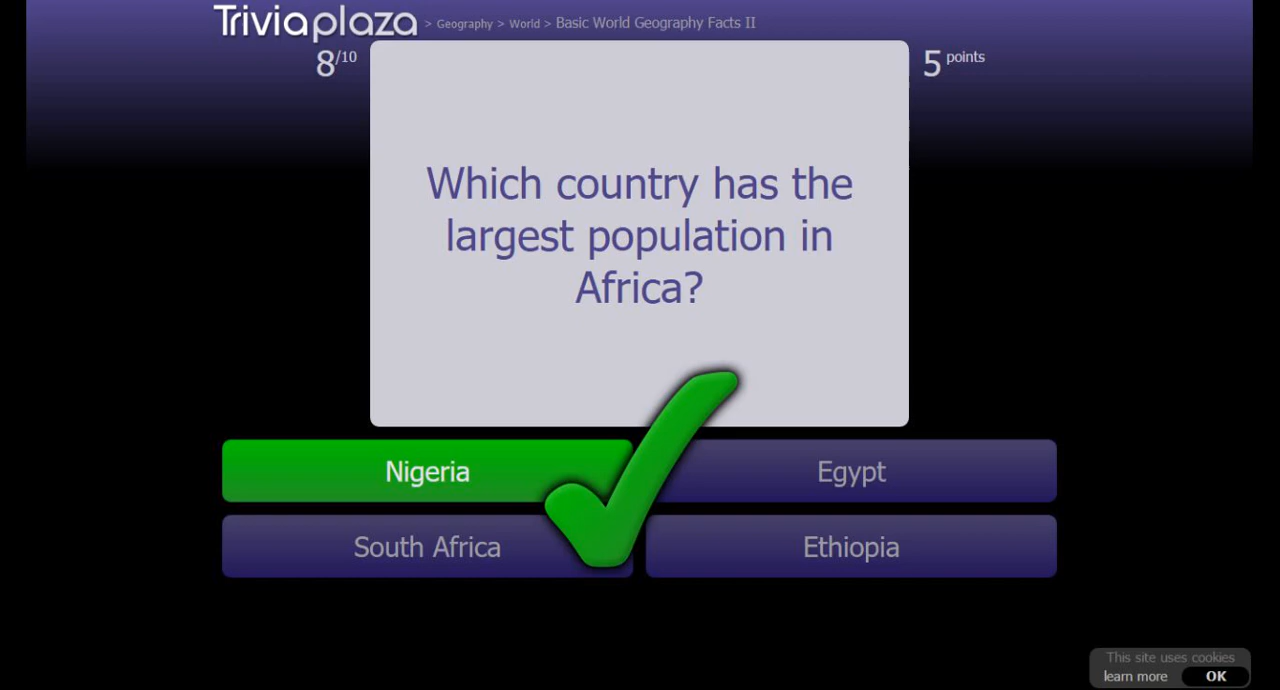 Triviaplaza > Geography > World > Basic World Geography Facts II
8/10
5 points
Which country has the
largest population in
Africa?
Nigeria
Egypt
South Africa
Ethiopia
This site uses cookies
learn more OK